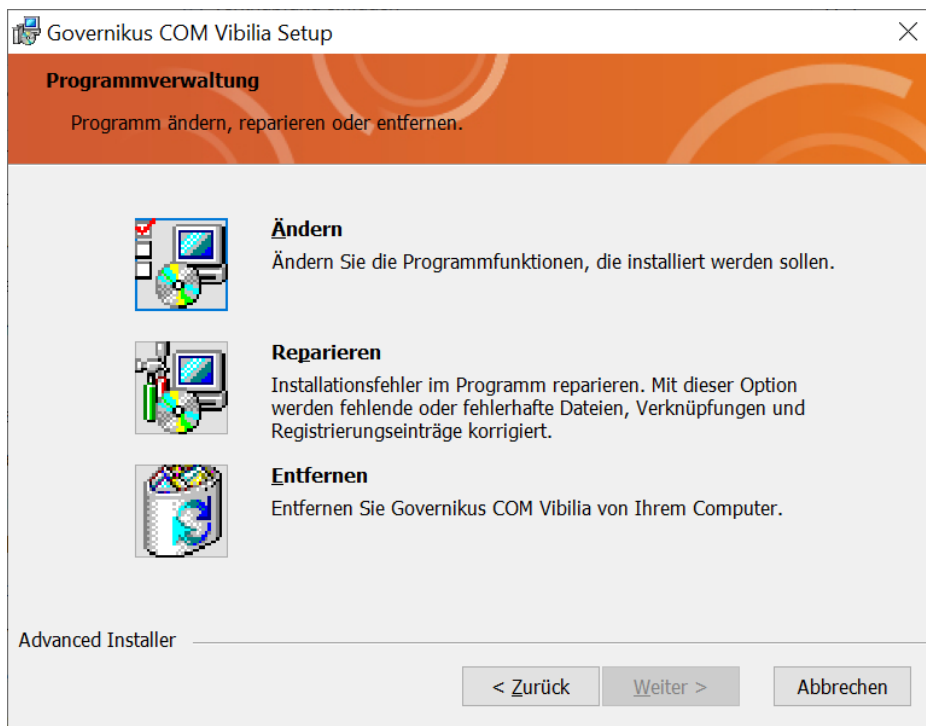 Governikus COM Vibilia Setup
Programmverwaltung
Programm ändern, reparieren oder entfernen.
Ändern
Ändern Sie die Programmfunktionen, die installiert werden sollen.
Reparieren
Installationsfehler im Programm reparieren. Mit dieser Option
werden fehlende oder fehlerhafte Dateien, Verknüpfungen und
Registrierungseinträge korrigiert.
Entfernen
Entfernen Sie Governikus COM Vibilia von Ihrem Computer.
Advanced Installer
< Zurück
Weiter >
Abbrechen